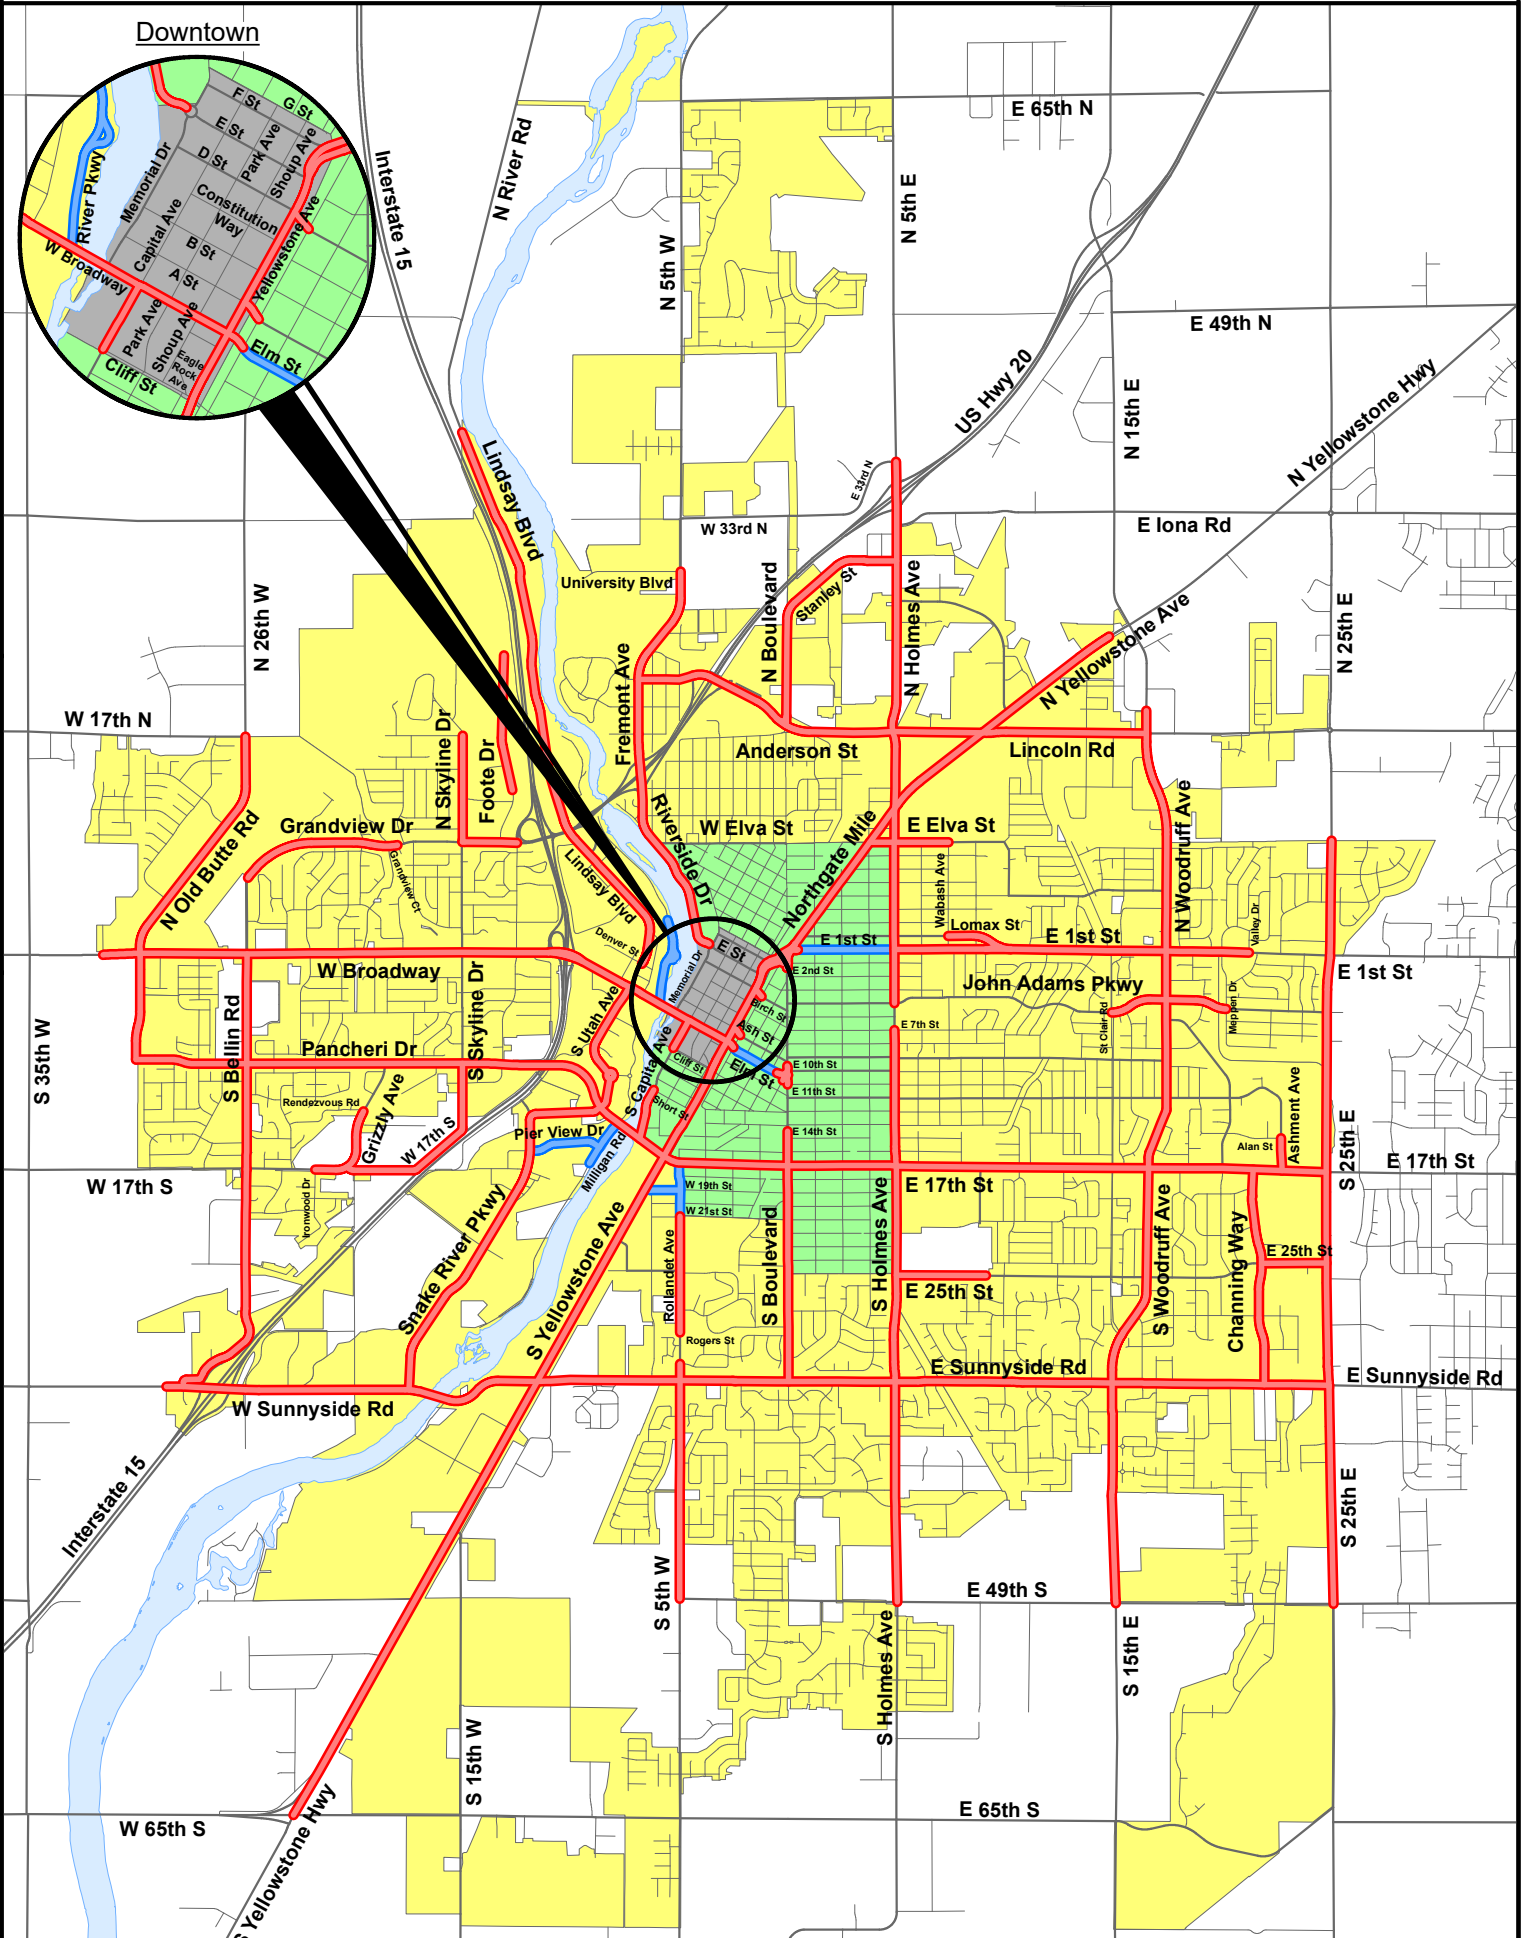 Downtown
F St
G St
E St
Park Ave
Shoup Ave
D St
Memorial Dr
River Pkwy
Constitution
Way
Capital Ave
B St
A St
Yellowstone Ave
W Broadway
Park Ave
Shoup Ave
Eagle
Rock
Ave
Elm St
Cliff St
Interstate 15
N River Rd
E 65th N
N 5th E
N 5th W
E 49th N
US Hwy 20
N 15th E
N Yellowstone Hwy
Lindsay Blvd
E 33rd N
W 33rd N
E Iona Rd
University Blvd
N Boulevard
Stanley St
N Holmes Ave
N 26th W
N 25th E
N Yellowstone Ave
Fremont Ave
W 17th N
N Skyline Dr
Foote Dr
Anderson St
Lincoln Rd
Grandview Dr
Grandview Ct
N Old Butte Rd
Riverside Dr
W Elva St
Northgate Mile
E Elva St
N Woodruff Ave
Lindsay Blvd
Wabash Ave
Lomax St
E 1st St
E 1st St
Valley Dr
Denver St
E St
W Broadway
Memorial Dr
E 2nd St
John Adams Pkwy
E 1st St
S Skyline Dr
S Utah Ave
Birch St
St Clair Rd
Meppen Dr
S 35th W
S Bellin Rd
Pancheri Dr
Ash St
E 7th St
S Capital Ave
Cliff St
Elm St
E 10th St
E 11th St
Rendezvous Rd
Grizzly Ave
W 17th S
Short St
Pier View Dr
E 14th St
Alan St
Ashment Ave
S 25th E
Milligan Rd
W 17th S
Ironwood Dr
W 19th St
W 21st St
E 17th St
E 17th St
Snake River Pkwy
S Yellowstone Ave
Rollandet Ave
S Boulevard
S Holmes Ave
E 25th St
S Woodruff Ave
Channing Way
E 25th St
Rogers St
E Sunnyside Rd
E Sunnyside Rd
W Sunnyside Rd
Interstate 15
S 25th E
S 5th W
E 49th S
S Holmes Ave
S 15th E
S 15th W
W 65th S
E 65th S
S Yellowstone Hwy